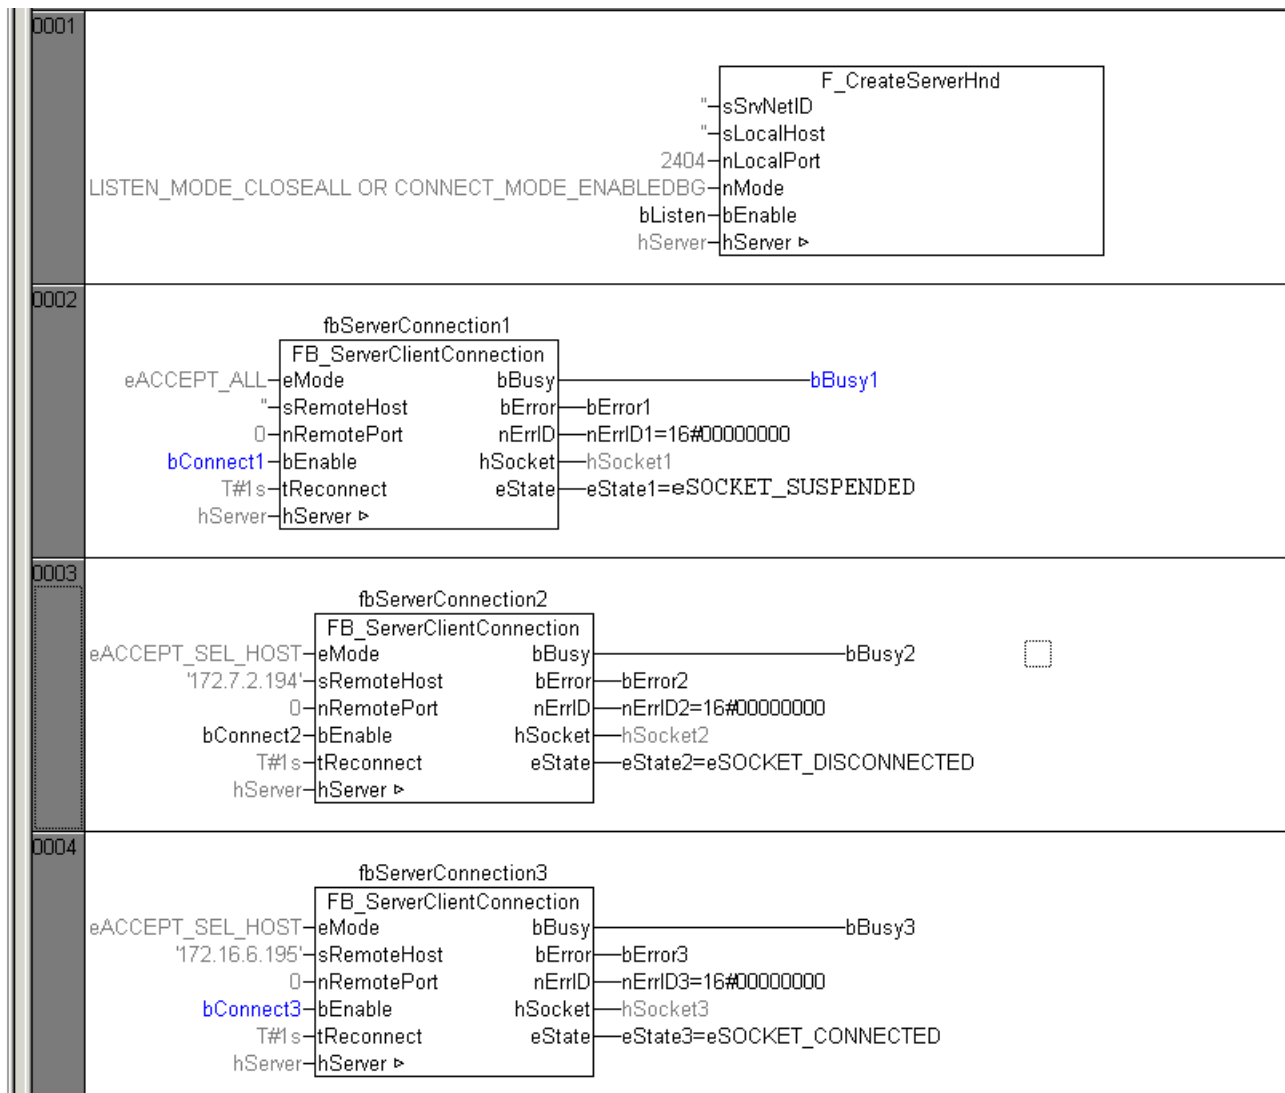 0001
F_CreateServerHnd
''sSrvNetID
''sLocalHost
2404 nLocalPort
LISTEN_MODE_CLOSEALL OR CONNECT_MODE_ENABLEDBG nMode
bListen bEnable
hServer hServer ▹
0002
fbServerConnection1
FB_ServerClientConnection
eACCEPT_ALL eMode bBusy bBusy1
'' sRemoteHost bError bError1
0 nRemotePort nErrID nErrID1=16#00000000
bConnect1 bEnable hSocket hSocket1
T#1s tReconnect eState eState1=eSOCKET_SUSPENDED
hServer hServer ▹
0003
fbServerConnection2
FB_ServerClientConnection
eACCEPT_SEL_HOST eMode bBusy bBusy2
'172.7.2.194' sRemoteHost bError bError2
0 nRemotePort nErrID nErrID2=16#00000000
bConnect2 bEnable hSocket hSocket2
T#1s tReconnect eState eState2=eSOCKET_DISCONNECTED
hServer hServer ▹
0004
fbServerConnection3
FB_ServerClientConnection
eACCEPT_SEL_HOST eMode bBusy bBusy3
'172.16.6.195' sRemoteHost bError bError3
0 nRemotePort nErrID nErrID3=16#00000000
bConnect3 bEnable hSocket hSocket3
T#1s tReconnect eState eState3=eSOCKET_CONNECTED
hServer hServer ▹